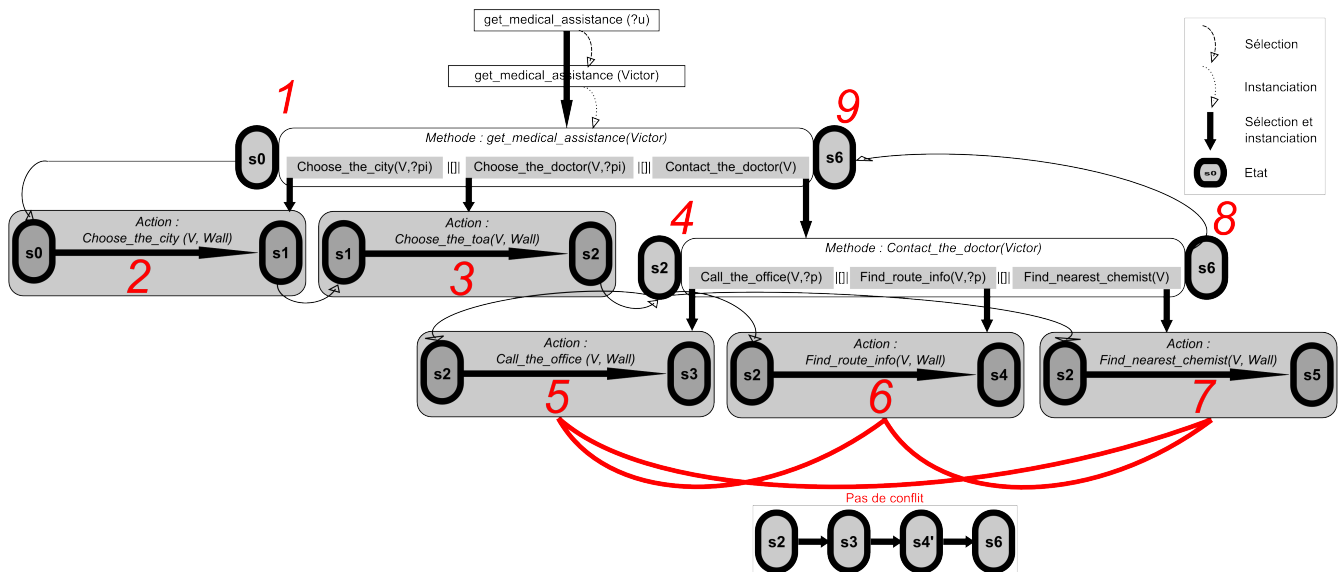 get_medical_assistance (?u)
get_medical_assistance (Victor)
Sélection
Instanciation
Sélection et
instanciation
s0
Etat
1
9
s0
Methode : get_medical_assistance(Victor)
Choose_the_city(V,?pi) |[]| Choose_the_doctor(V,?pi) |[]| Contact_the_doctor(V)
s6
Action :
Choose_the_city (V, Wall)
s0
s1
2
Action :
Choose_the_toa(V, Wall)
s1
s2
3
4
8
s2
Methode : Contact_the_doctor(Victor)
Call_the_office(V,?p) |[]| Find_route_info(V,?p) |[]| Find_nearest_chemist(V)
s6
Action :
Call_the_office (V, Wall)
s2
s3
5
Action :
Find_route_info(V, Wall)
s2
s4
6
Action :
Find_nearest_chemist(V, Wall)
s2
s5
7
Pas de conflit
s2
s3
s4'
s6